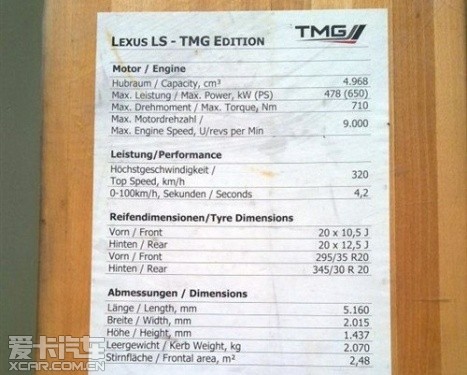 LEXUS LS - TMG EDITION
TMG
Motor / Engine
Hubraum / Capacity, cm³ 4.968
Max. Leistung / Max. Power, kW (PS) 478 (650)
Max. Drehmoment / Max. Torque, Nm 710
Max. Motordrehzahl /
Max. Engine Speed, U/revs per Min 9.000
Leistung/Performance
Höchstgeschwindigkeit /
Top Speed, km/h 320
0-100km/h, Sekunden / Seconds 4,2
Reifendimensionen/Tyre Dimensions
Vorn / Front 20 x 10,5 J
Hinten / Rear 20 x 12,5 J
Vorn / Front 295/35 R20
Hinten / Rear 345/30 R 20
Abmessungen / Dimensions
Länge / Length, mm 5.160
Breite / Width, mm 2.015
Höhe / Height, mm 1.437
Leergewicht / Kerb Weight, kg 2.070
Stirnfläche / Frontal area, m² 2,48
爱卡汽车
XCAR.COM.CN